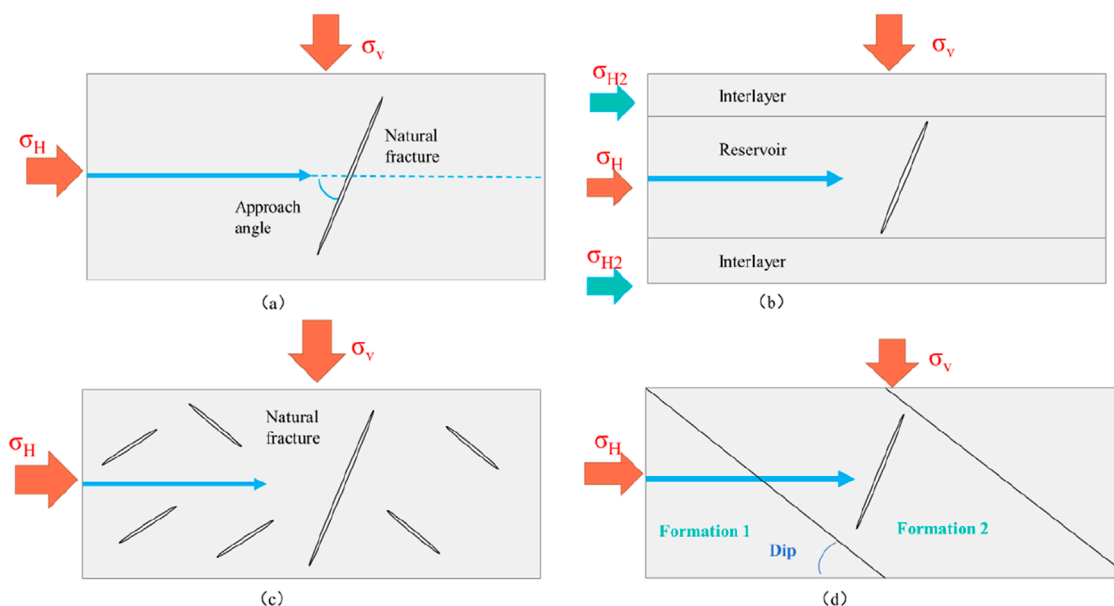 σv
σH
Natural
fracture
Approach
angle
(a)
σv
σH2
Interlayer
σH
Reservoir
σH2
Interlayer
(b)
σv
Natural
fracture
σH
(c)
σv
σH
Formation 1
Formation 2
Dip
(d)